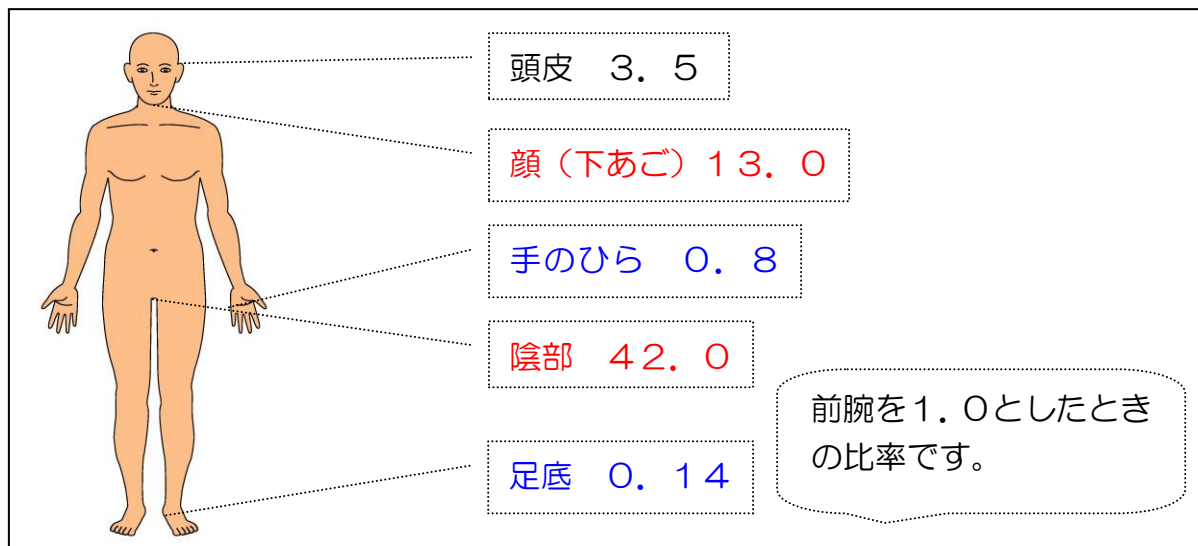 頭皮　３．５
顔（下あご）１３．０
手のひら　０．８
陰部　４２．０
足底　０．１４
前腕を１．０としたとき
の比率です。